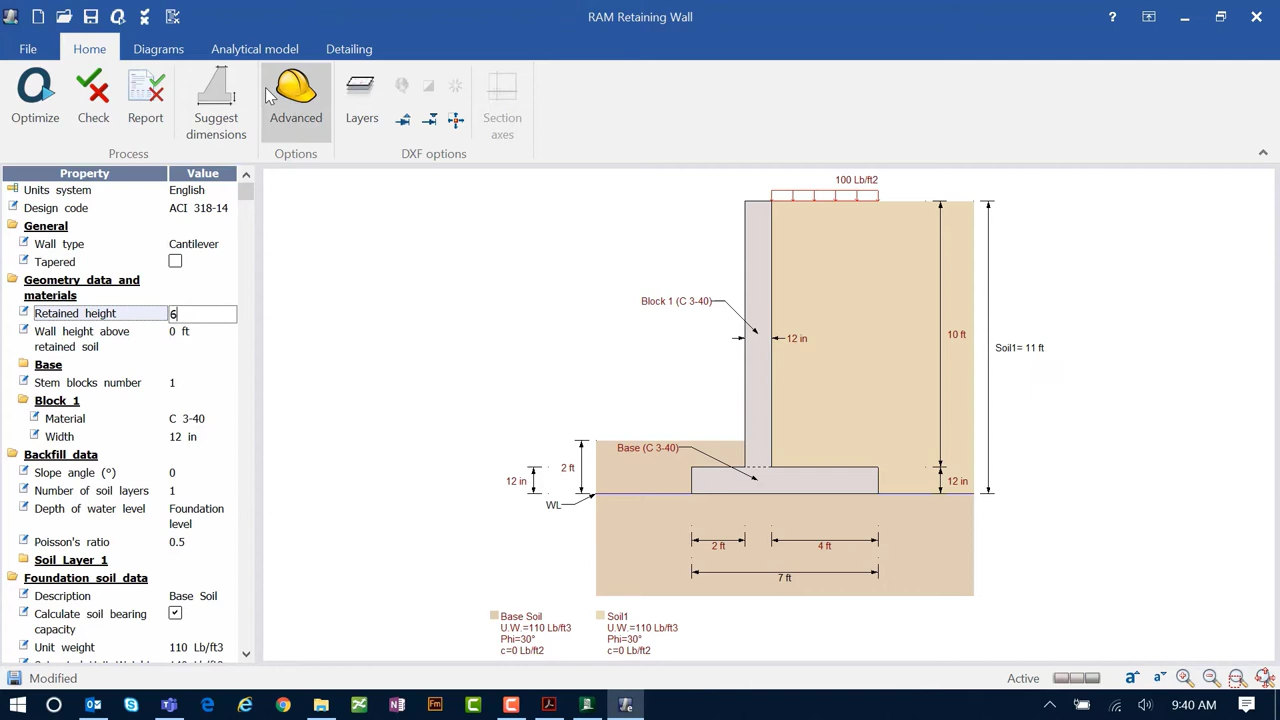 RAM Retaining Wall
File
Home
Diagrams
Analytical model
Detailing
Optimize
Check
Report
Suggest
dimensions
Advanced
Layers
Section
axes
Process
Options
DXF options
Property
Value
Units system
English
Design code
ACI 318-14
General
Wall type
Cantilever
Tapered
Geometry data and
materials
Retained height
6
Wall height above
retained soil
0 ft
Base
Stem blocks number
1
Block 1
Material
C 3-40
Width
12 in
Backfill data
Slope angle (º)
0
Number of soil layers
1
Depth of water level
Foundation
level
Poisson's ratio
0.5
Soil Layer 1
Foundation soil data
Description
Base Soil
Calculate soil bearing
capacity
Unit weight
110 Lb/ft3
100 Lb/ft2
Block 1 (C 3-40)
12 in
10 ft
Soil1= 11 ft
Base (C 3-40)
2 ft
12 in
12 in
WL
2 ft
4 ft
7 ft
Base Soil
U.W.=110 Lb/ft3
Phi=30°
c=0 Lb/ft2
Soil1
U.W.=110 Lb/ft3
Phi=30°
c=0 Lb/ft2
Modified
Active
9:40 AM